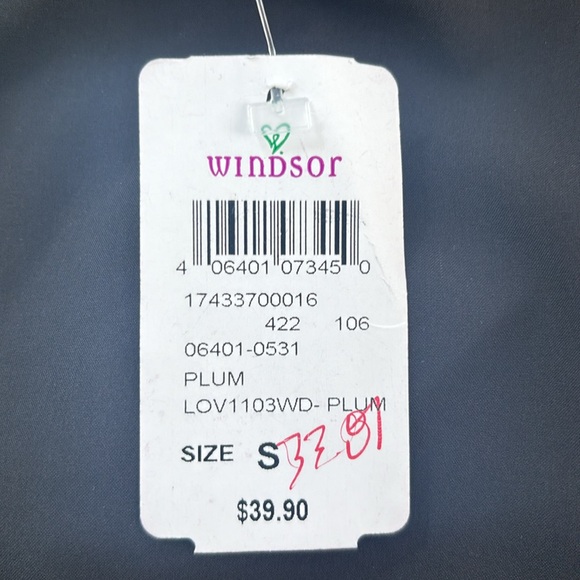 W.
WINDSOR
4 06401 07345 0
17433700016
422 106
06401-0531
PLUM
LOV1103WD- PLUM
SIZE S
$39.90